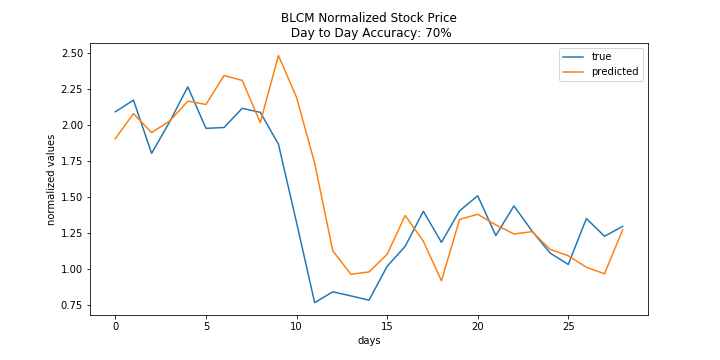 BLCM Normalized Stock Price
Day to Day Accuracy: 70%
true
predicted
normalized values
2.50
2.25
2.00
1.75
1.50
1.25
1.00
0.75
0
5
10
15
20
25
days